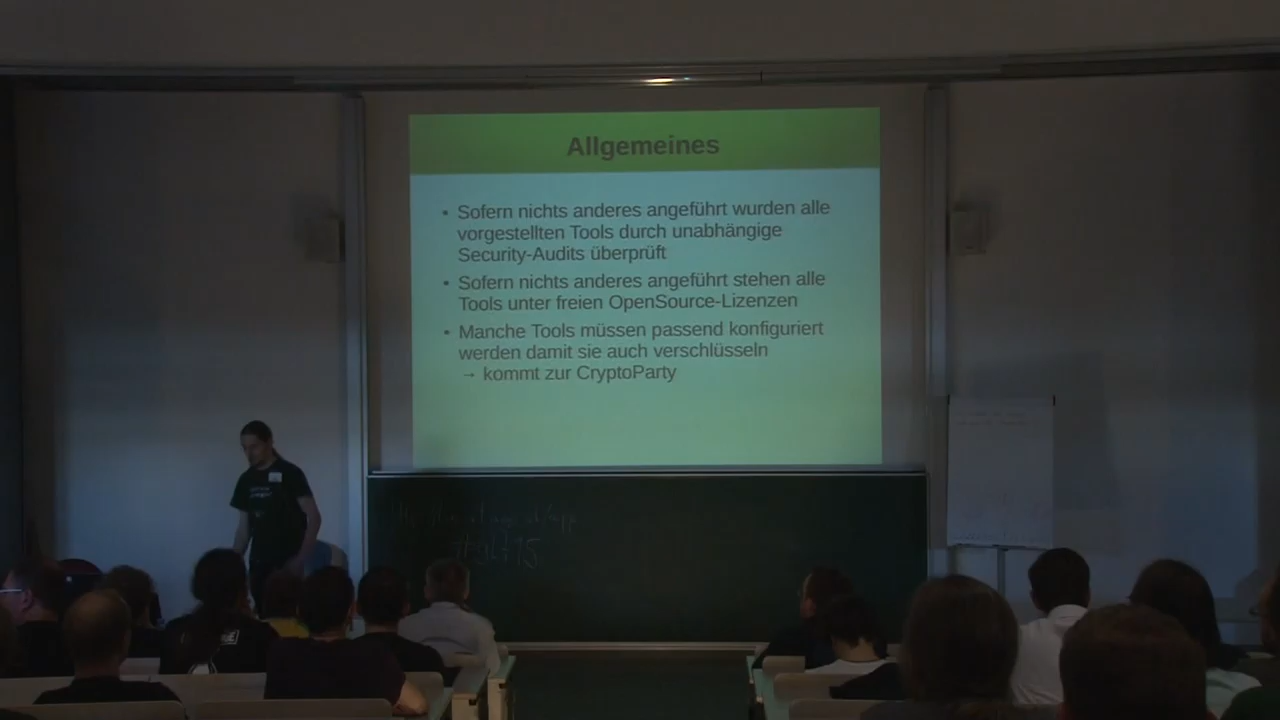 Allgemeines
• Sofern nichts anderes angeführt wurden alle
vorgestellten Tools durch unabhängige
Security-Audits überprüft
• Sofern nichts anderes angeführt stehen alle
Tools unter freien OpenSource-Lizenzen
• Manche Tools müssen passend konfiguriert
werden damit sie auch verschlüsseln
→ kommt zur CryptoParty